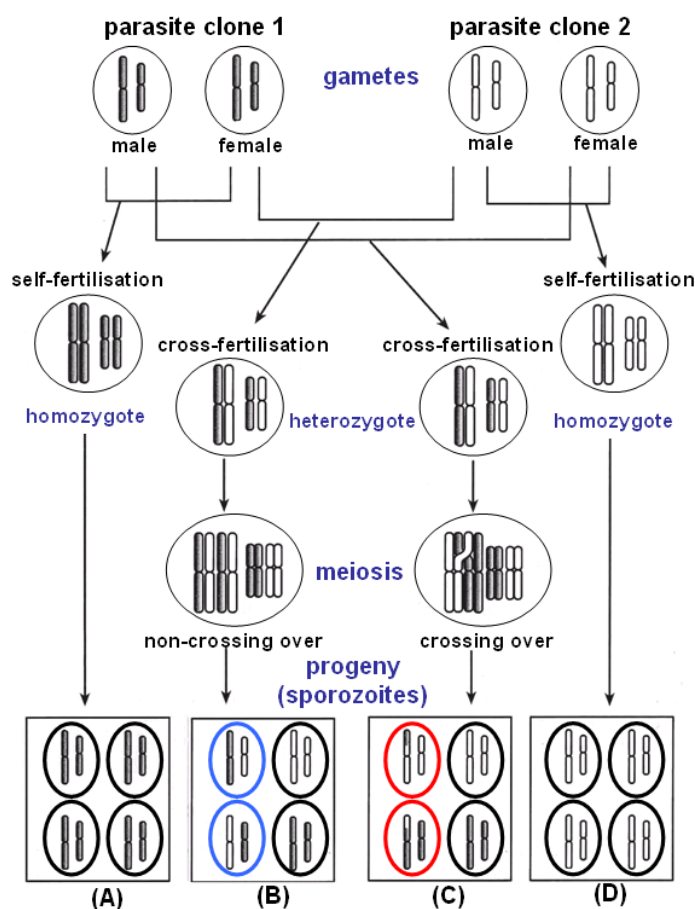 parasite clone 1
parasite clone 2
gametes
male
female
male
female
self-fertilisation
self-fertilisation
cross-fertilisation
cross-fertilisation
homozygote
heterozygote
homozygote
meiosis
non-crossing over
crossing over
progeny
(sporozoites)
(A)
(B)
(C)
(D)